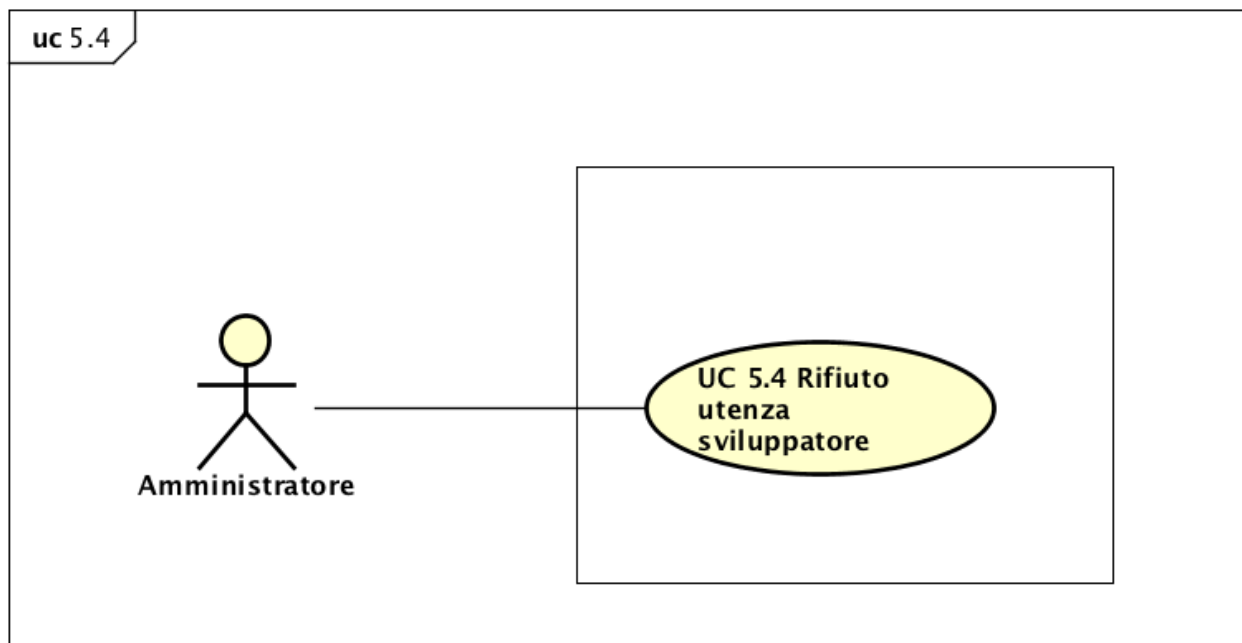 uc 5.4
UC 5.4 Rifiuto
utenza
sviluppatore
Amministratore